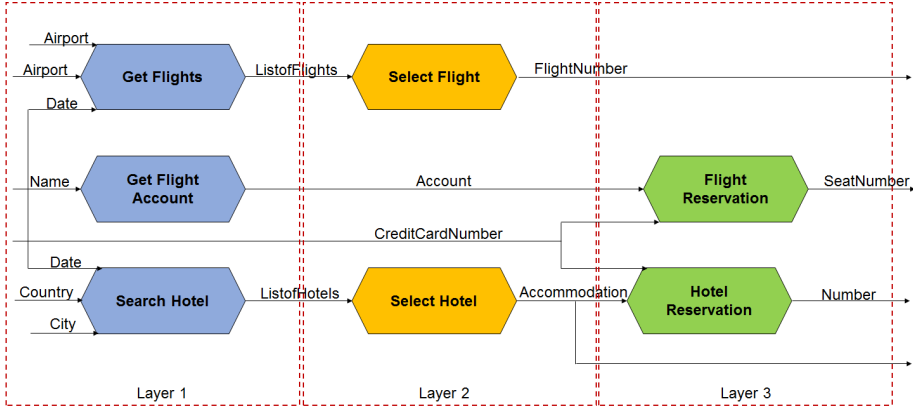 Airport
Airport
Get Flights
ListofFlights
Select Flight
FlightNumber
Date
Name
Get Flight
Account
Account
Flight
Reservation
SeatNumber
CreditCardNumber
Date
Country
Search Hotel
ListofHotels
Select Hotel
Accommodation
Hotel
Reservation
Number
City
Layer 1
Layer 2
Layer 3